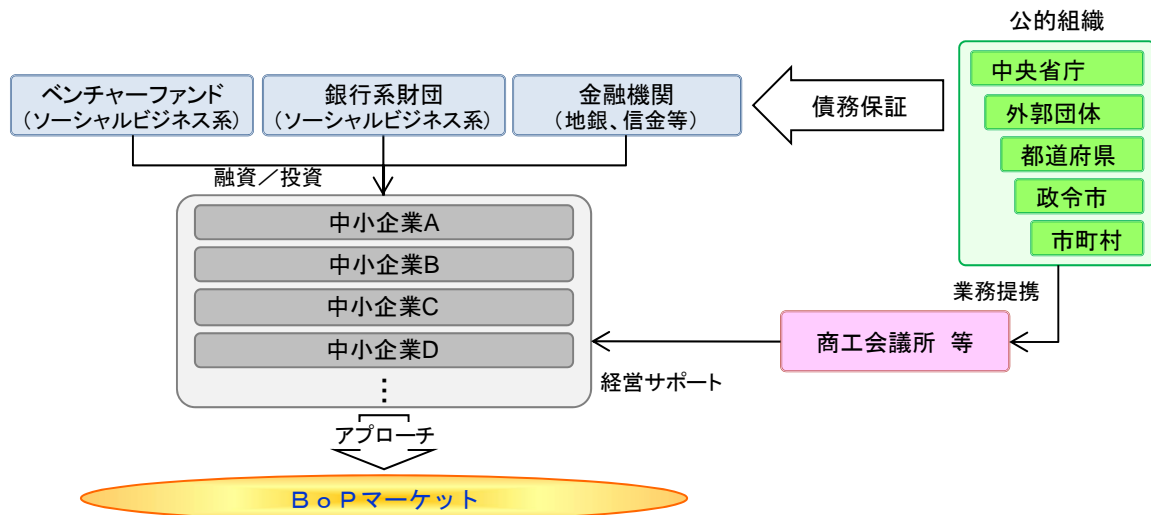 公的組織
中央省庁
外郭団体
都道府県
政令市
市町村
ベンチャーファンド
（ソーシャルビジネス系）
銀行系財団
（ソーシャルビジネス系）
金融機関
（地銀、信金等）
債務保証
融資／投資
中小企業A
中小企業B
中小企業C
中小企業D
⋮
業務提携
商工会議所 等
経営サポート
アプローチ
ＢｏＰマーケット